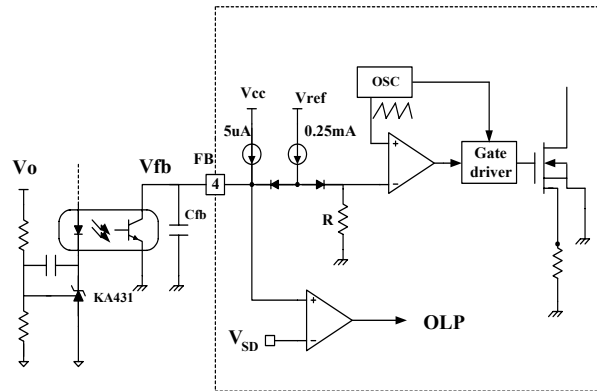 OSC
Vcc
Vref
5uA
0.25mA
Vo
Vfb
FB
4
+
−
Gate
driver
Cfb
R
KA431
+
−
VSD
OLP